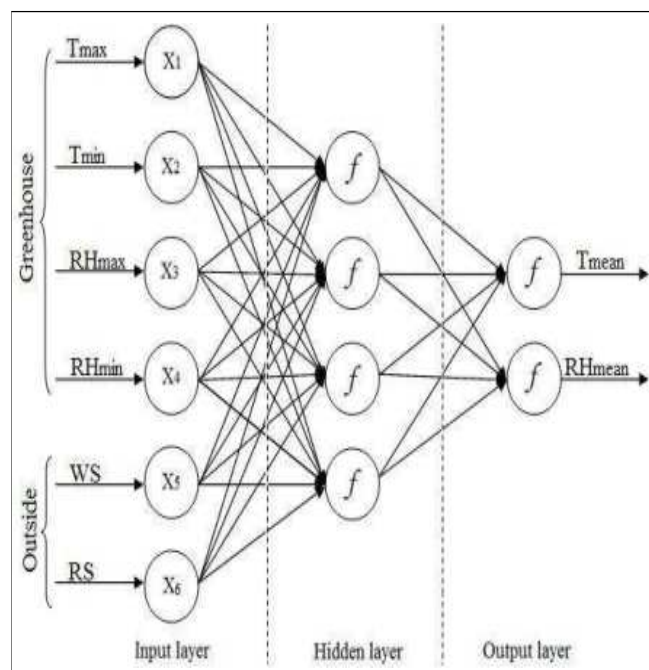 Greenhouse
Outside
Tmax
Tmin
RHmax
RHmin
WS
RS
X1
X2
X3
X4
X5
X6
f
f
f
f
f
f
Tmean
RHmean
Input layer
Hidden layer
Output layer